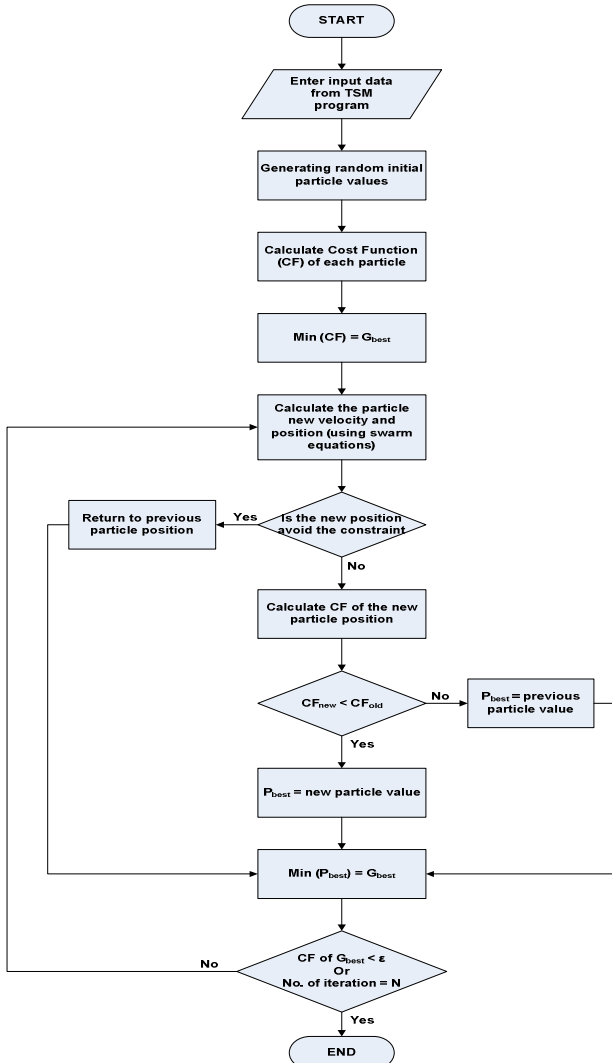 START
Enter input data
from TSM
program
Generating random initial
particle values
Calculate Cost Function
(CF) of each particle
Min (CF) = Gbest
Calculate the particle
new velocity and
position (using swarm
equations)
Is the new position
avoid the constraint
Yes
Return to previous
particle position
No
Calculate CF of the new
particle position
CFnew < CFold
No
Pbest = previous
particle value
Yes
Pbest = new particle value
Min (Pbest) = Gbest
CF of Gbest < ε
Or
No. of iteration = N
No
Yes
END